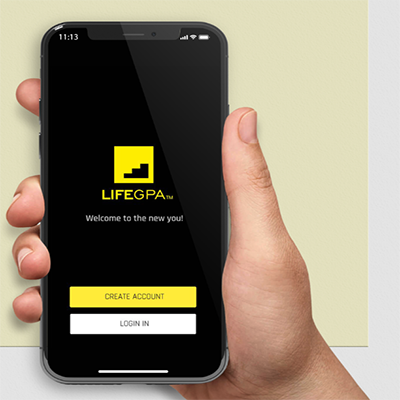 11:13
LIFEGPA™
Welcome to the new you!
CREATE ACCOUNT
LOGIN IN